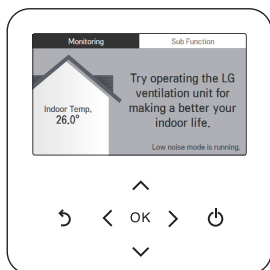 Monitoring
Sub Function
Try operating the LG
ventilation unit for
making a better your
indoor life.
Indoor Temp.
26.0°
Low noise mode is running.
OK